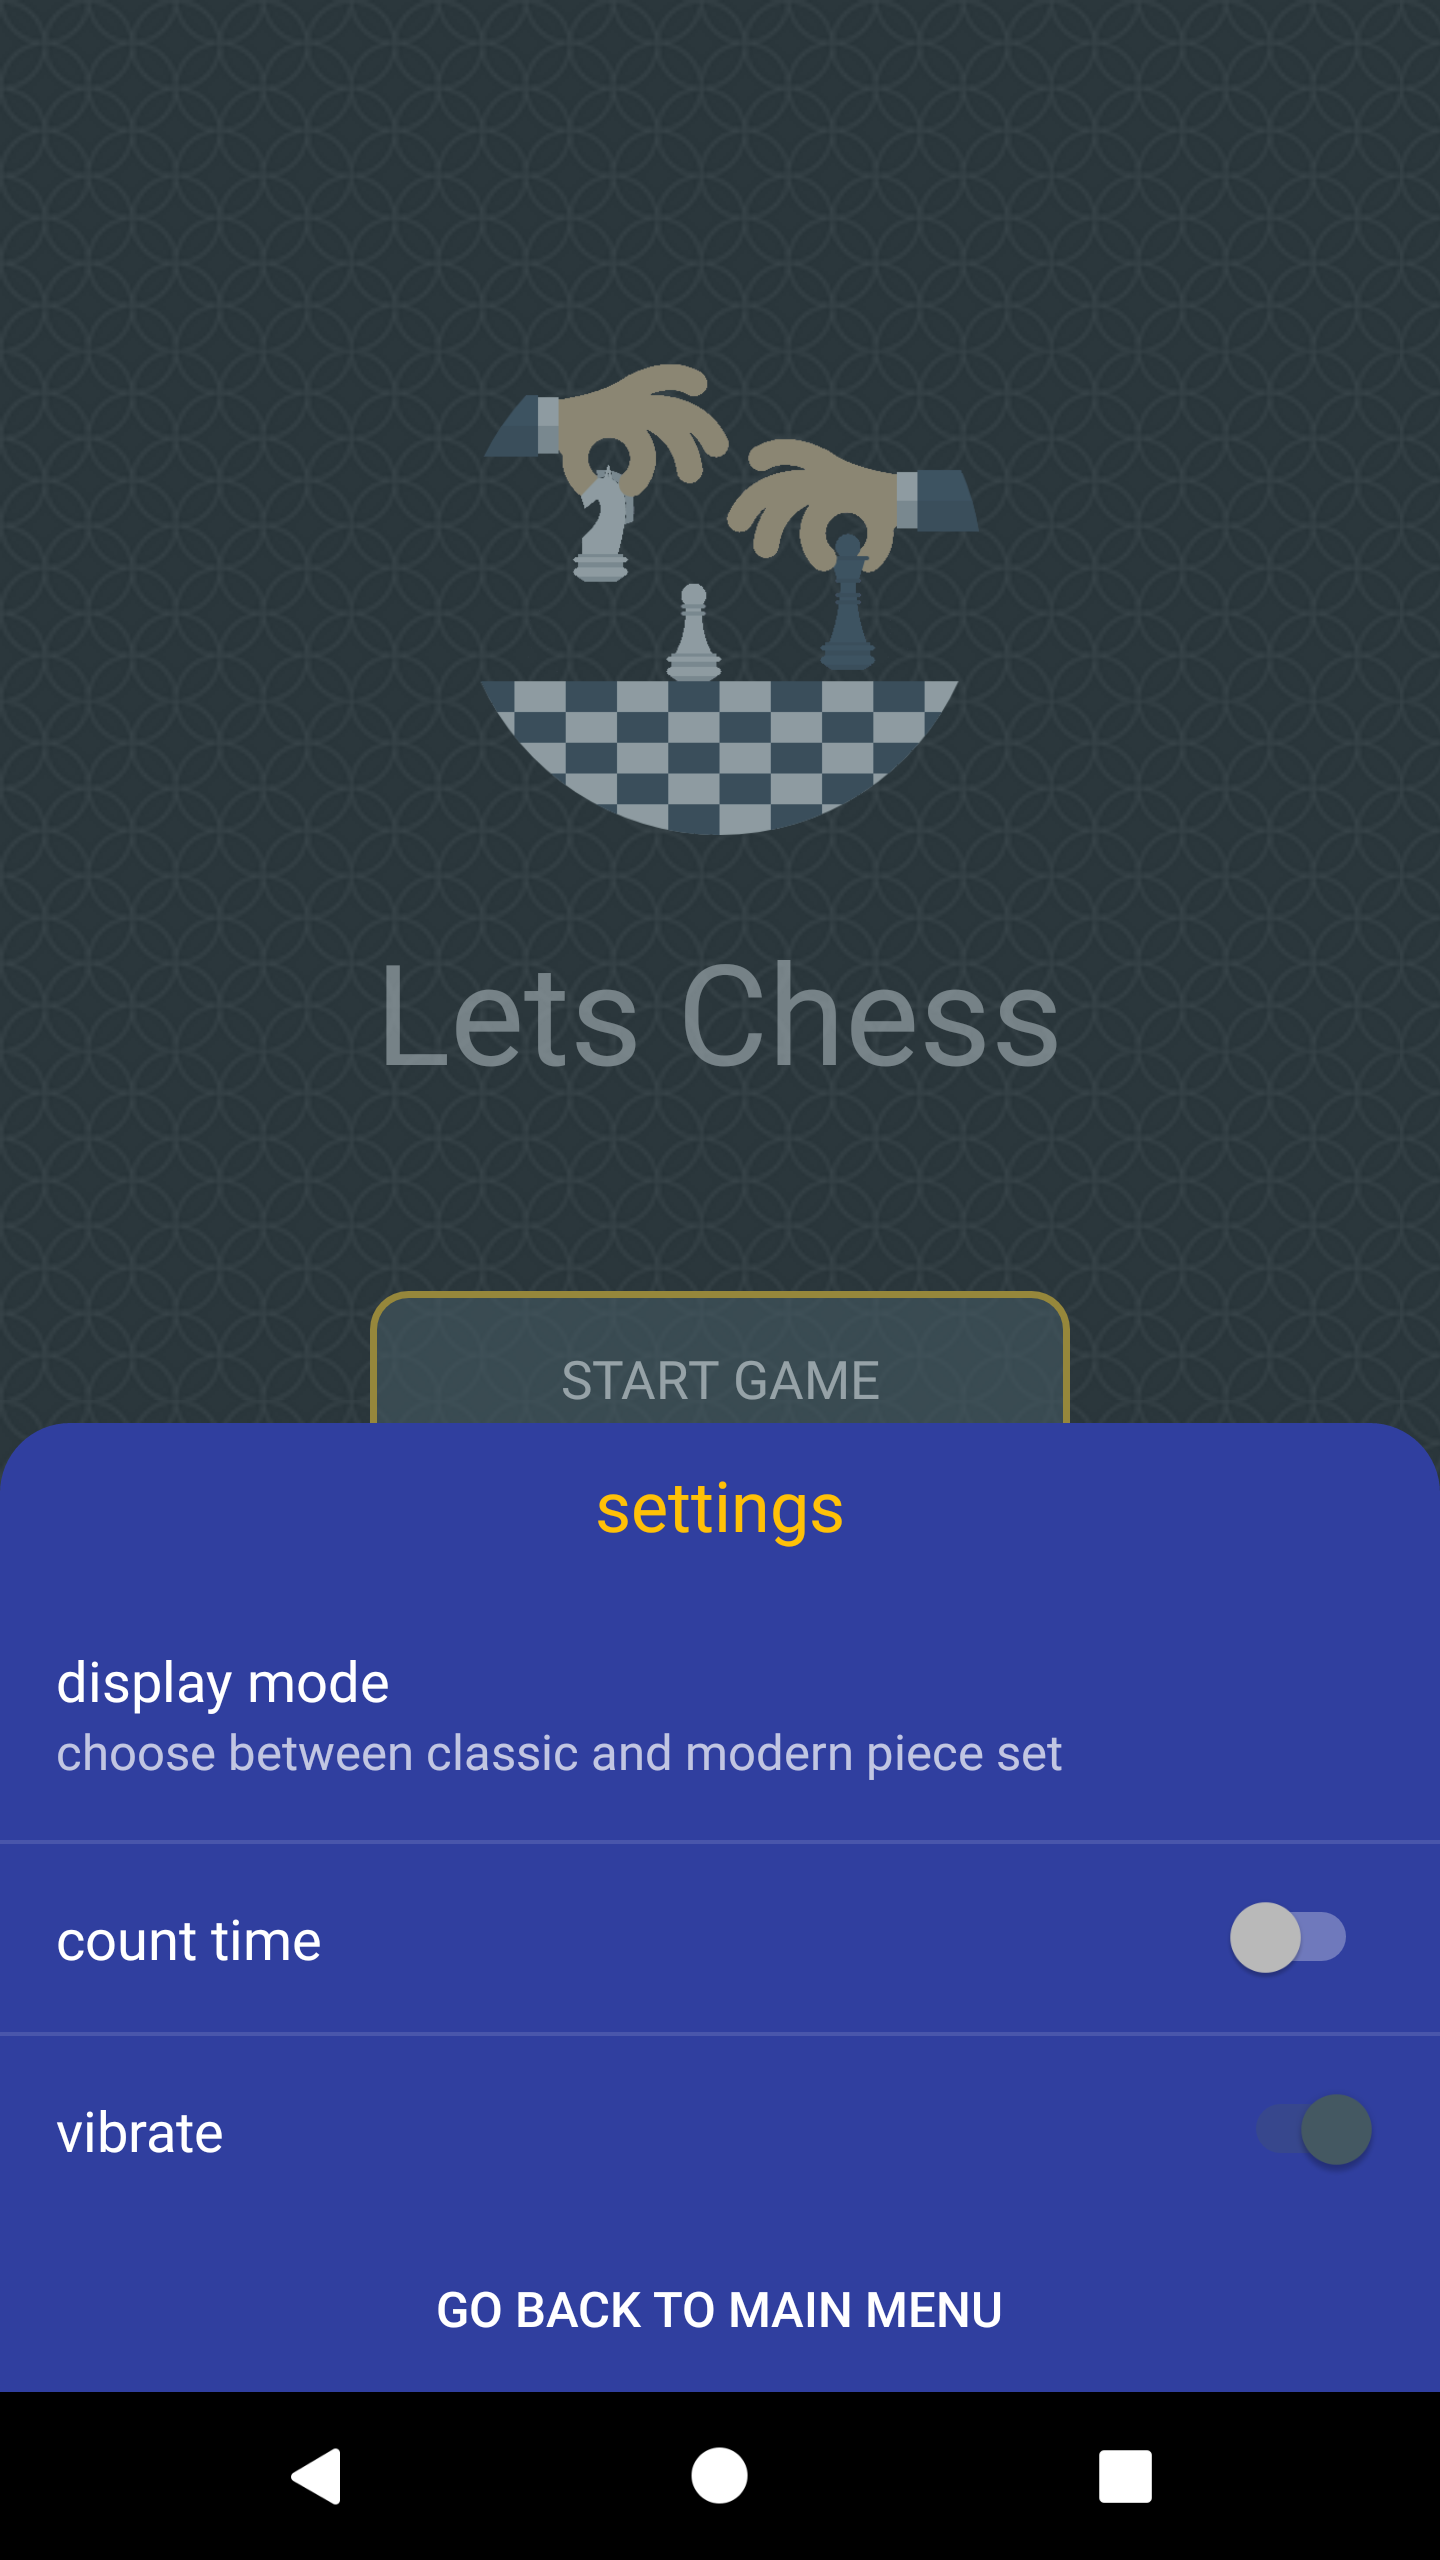 Lets Chess
START GAME
settings
display mode
choose between classic and modern piece set
count time
vibrate
GO BACK TO MAIN MENU